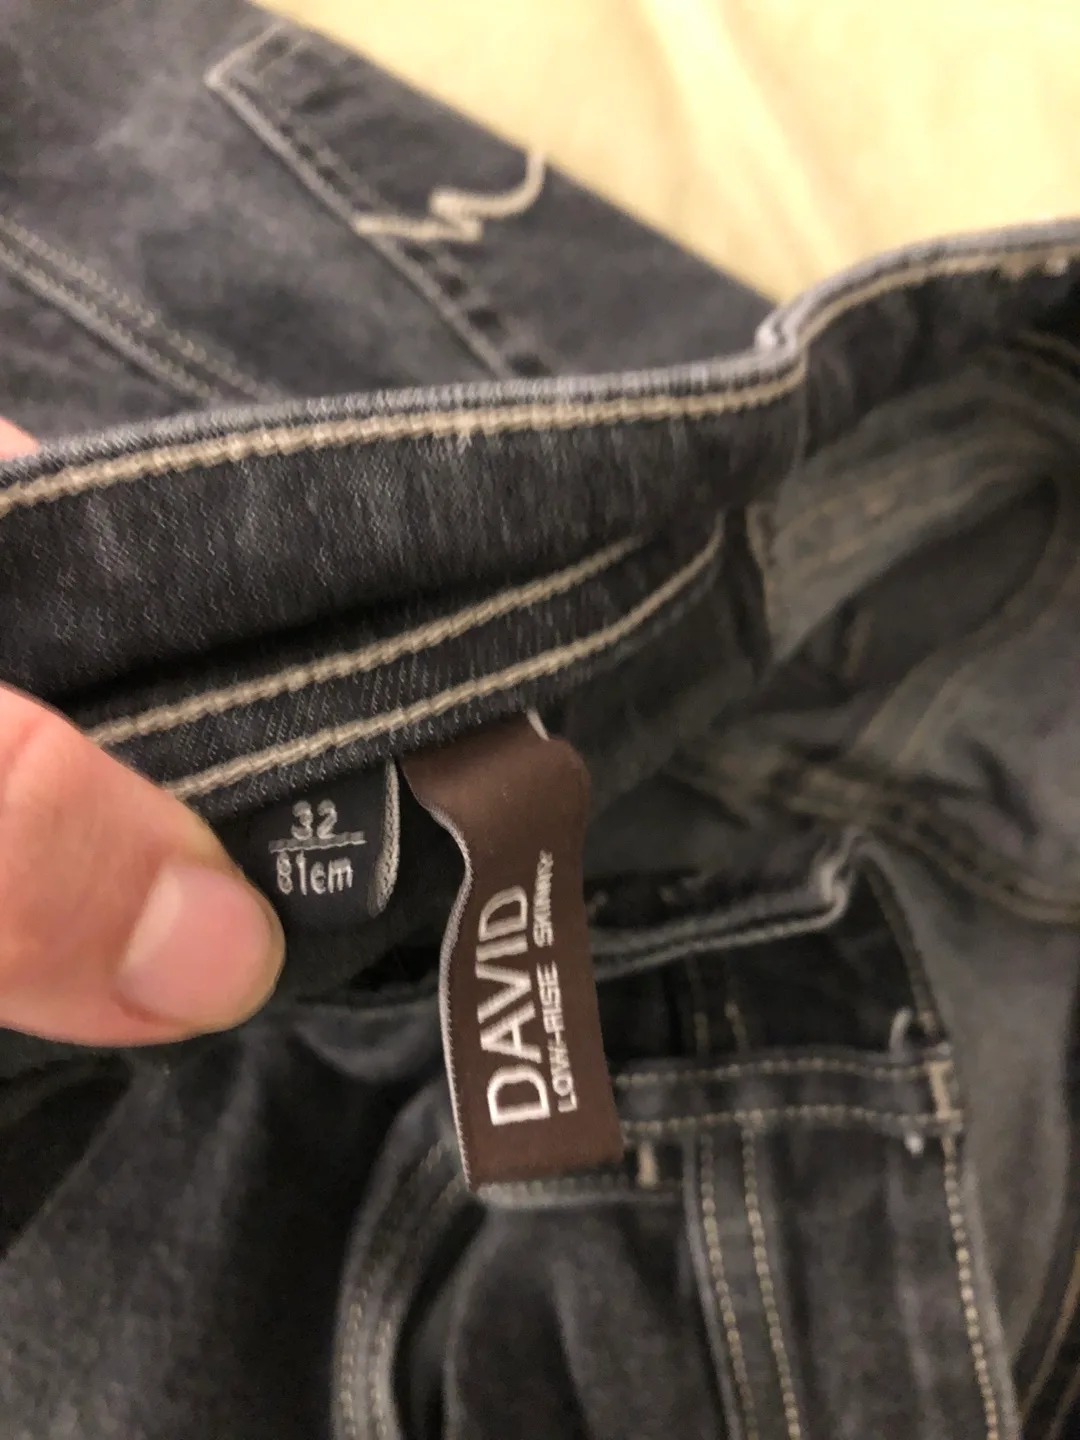 32
81cm
DAVID
LOW-RISE SKINNY